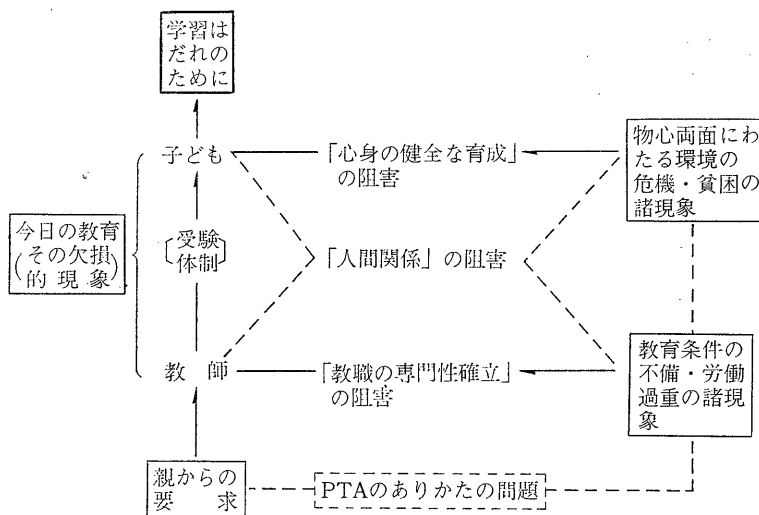 学習は
だれの
ために
子ども
「心身の健全な育成」
の阻害
物心両面にわ
たる環境の
危機・貧困の
諸現象
今日の教育
(その欠損
的現象)
〔受験
体制〕
「人間関係」の阻害
教師
「教職の専門性確立」
の阻害
教育条件の
不備・労働
過重の諸現
象
親からの
要求
PTAのありかたの問題